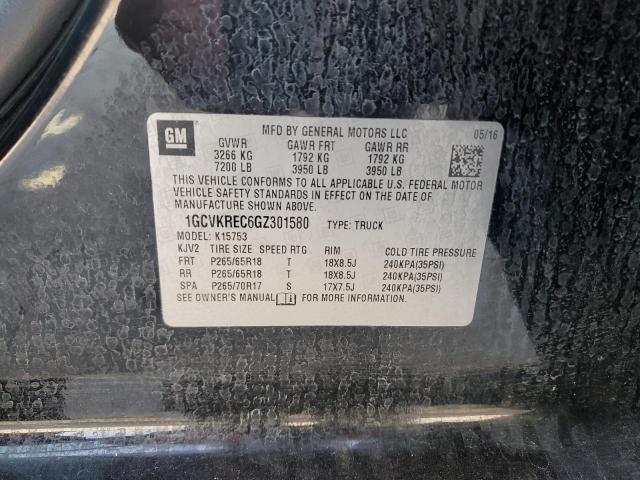 GM
MFD BY GENERAL MOTORS LLC 05/16
GVWR GAWR FRT GAWR RR
3266 KG 1792 KG 1792 KG
7200 LB 3950 LB 3950 LB
THIS VEHICLE CONFORMS TO ALL APPLICABLE U.S. FEDERAL MOTOR
VEHICLE SAFETY STANDARDS IN EFFECT ON THE DATE OF
MANUFACTURE SHOWN ABOVE.
1GCVKREC6GZ301580 TYPE: TRUCK
MODEL: K15753
KJV2 TIRE SIZE SPEED RTG RIM COLD TIRE PRESSURE
FRT P265/65R18 T 18X8.5J 240KPA(35PSI)
RR P265/65R18 T 18X8.5J 240KPA(35PSI)
SPA P265/70R17 S 17X7.5J 240KPA(35PSI)
SEE OWNER'S MANUAL FOR MORE INFORMATION.